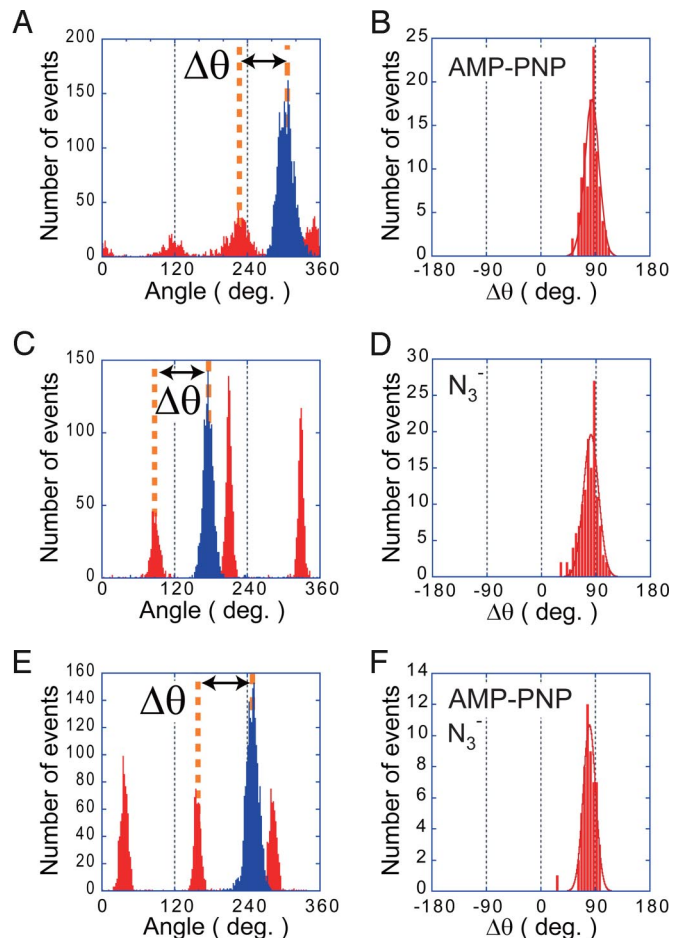 A
Number of events
200
150
100
50
0
Δθ
120
240
360
Angle ( deg. )
B
Number of events
25
20
15
10
5
0
AMP-PNP
-180
-90
0
90
180
Δθ ( deg. )
C
Number of events
150
100
50
0
Δθ
120
240
360
Angle ( deg. )
D
Number of events
30
25
20
15
10
5
0
N₃⁻
-180
-90
0
90
180
Δθ ( deg. )
E
Number of events
160
140
120
100
80
60
40
20
0
Δθ
0
120
240
360
Angle ( deg. )
F
Number of events
14
12
10
8
6
4
2
0
AMP-PNP
N₃⁻
-180
-90
0
90
180
Δθ ( deg. )